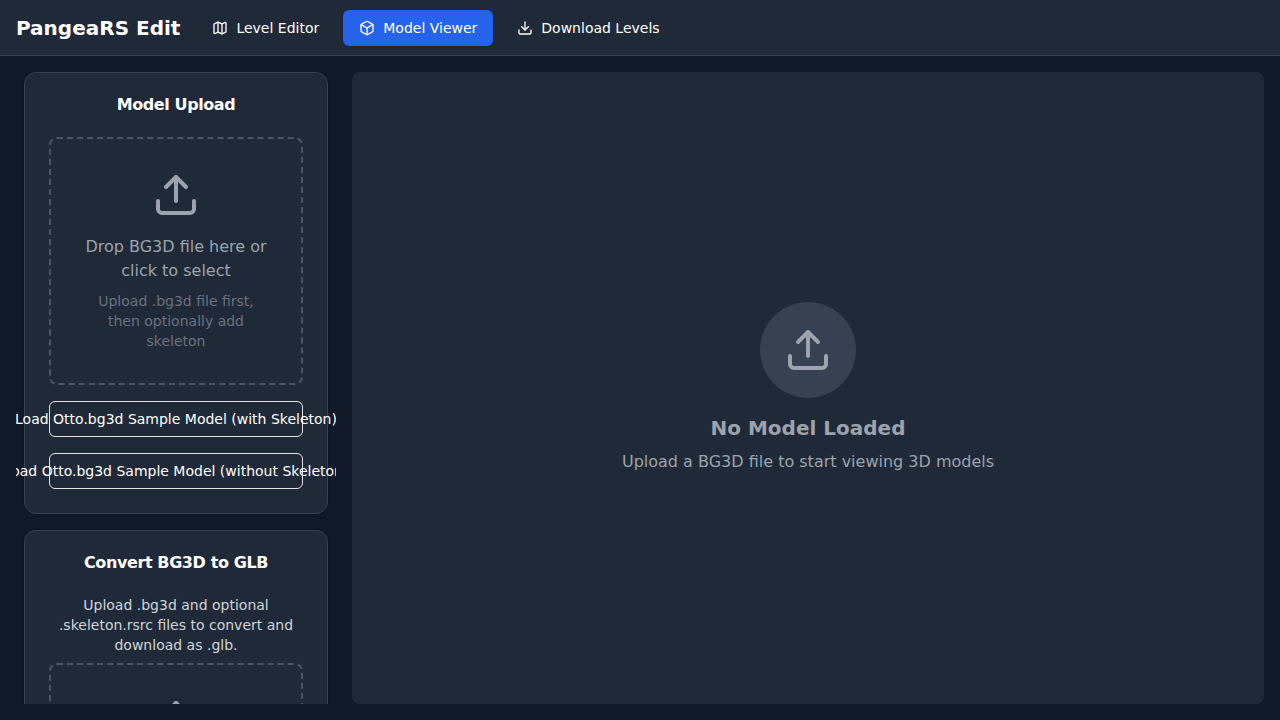 PangeaRS Edit
Level Editor
Model Viewer
Download Levels
Model Upload
Drop BG3D file here or
click to select
Upload .bg3d file first,
then optionally add
skeleton
Load Otto.bg3d Sample Model (with Skeleton)
Otto.bg3d Sample Model (without
Convert BG3D to GLB
Upload .bg3d and optional
.skeleton.rsrc files to convert and
download as .glb.
No Model Loaded
Upload a BG3D file to start viewing 3D models